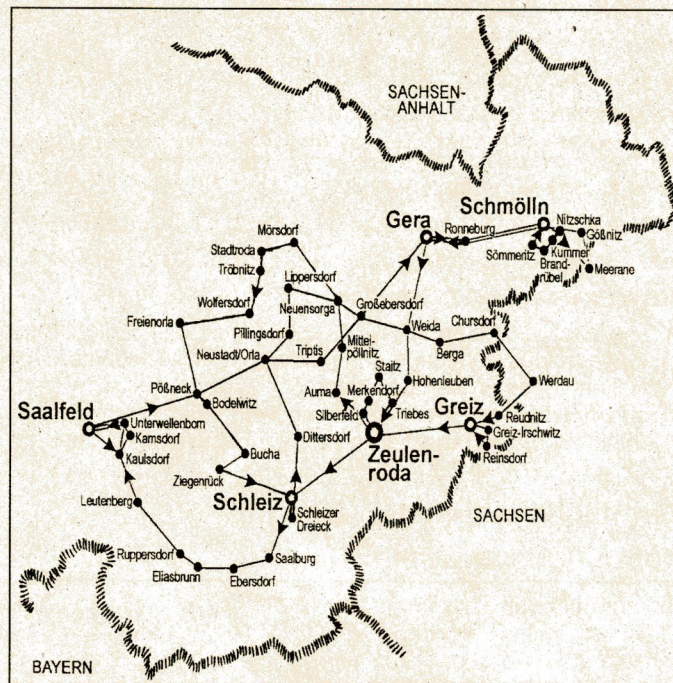 SACHSEN-
ANHALT
Schmölln
Gera
Nitzschka
Ronneburg
Gößnitz
Mörsdorf
Stadtroda
Sömmeritz
Kummer
Brand-
rübel
Meerane
Tröbnitz
Lippersdorf
Neuensorga
Großebersdorf
Wolfersdorf
Freienorla
Pillingsdorf
Weida
Chursdorf
Mittel-
pöllnitz
Berga
Neustadt/Orla
Triptis
Staitz
Auma
Merkendorf
Hohenleuben
Werdau
Pößneck
Saalfeld
Bodelwitz
Silberfeld
Triebes
Greiz
Reudnitz
Unterwellenborn
Kamsdorf
Greiz-Irschwitz
Dittersdorf
Zeulen-
roda
Kaulsdorf
Bucha
Reinsdorf
Ziegenrück
Schleiz
Leutenberg
Schleizer
Dreieck
SACHSEN
Ruppersdorf
Saalburg
Eliasbrunn
Ebersdorf
BAYERN